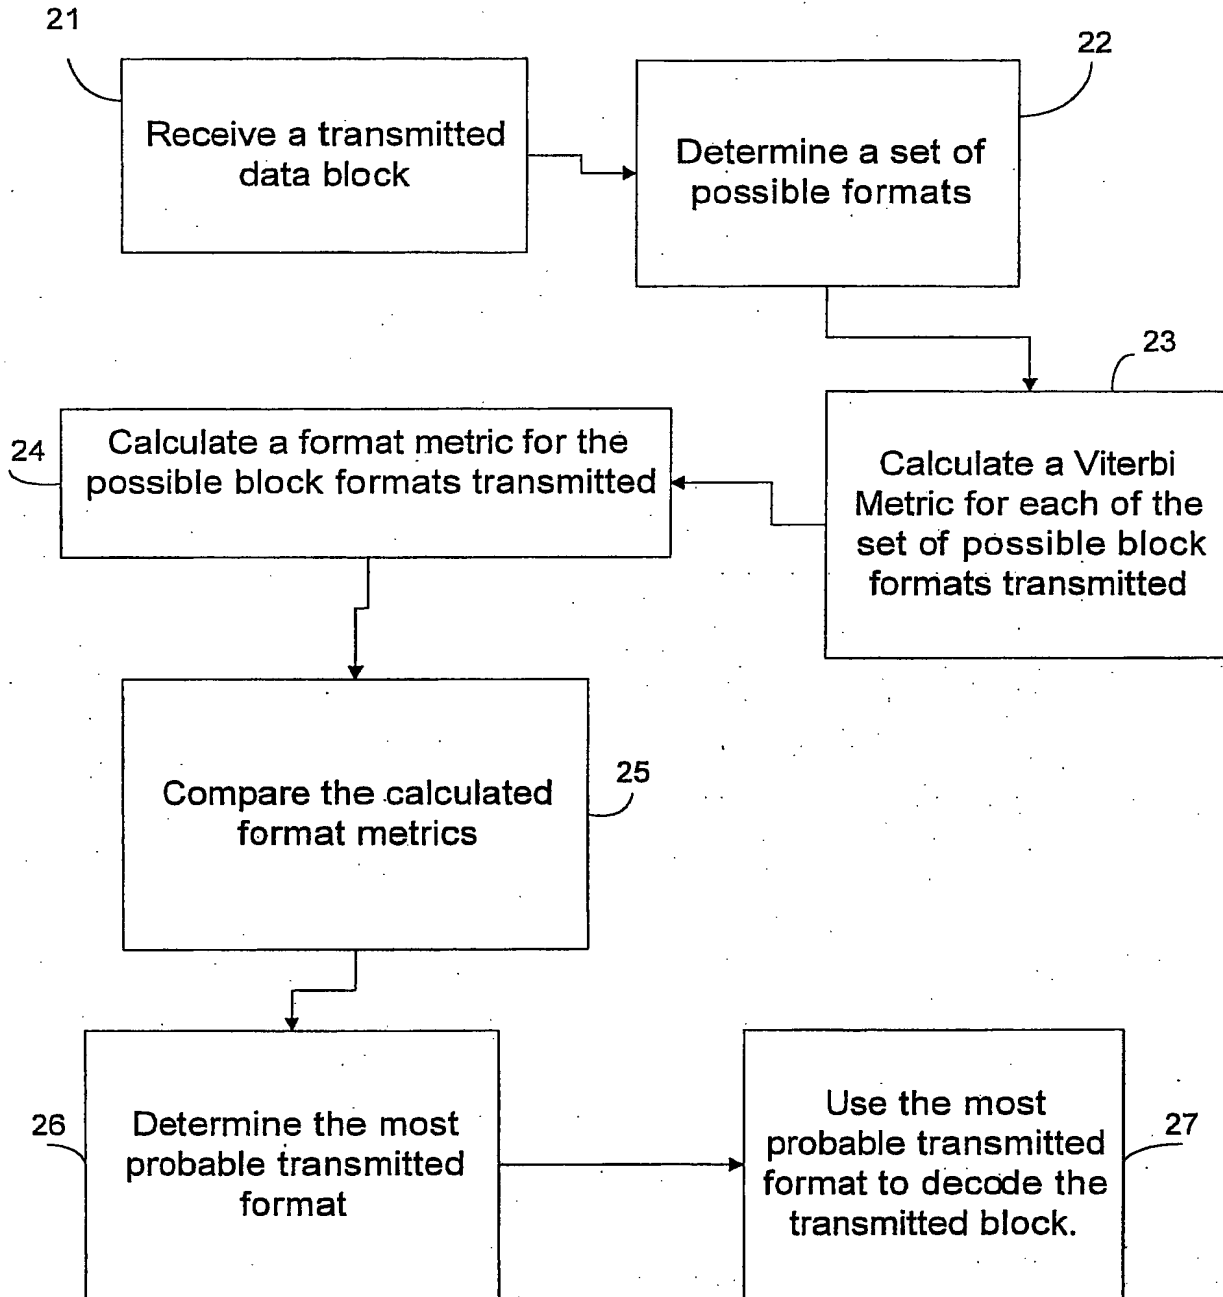 21
Receive a transmitted
data block
22
Determine a set of
possible formats
23
Calculate a Viterbi
Metric for each of the
set of possible block
formats transmitted
24
Calculate a format metric for the
possible block formats transmitted
25
Compare the calculated
format metrics
26
Determine the most
probable transmitted
format
27
Use the most
probable transmitted
format to decode the
transmitted block.